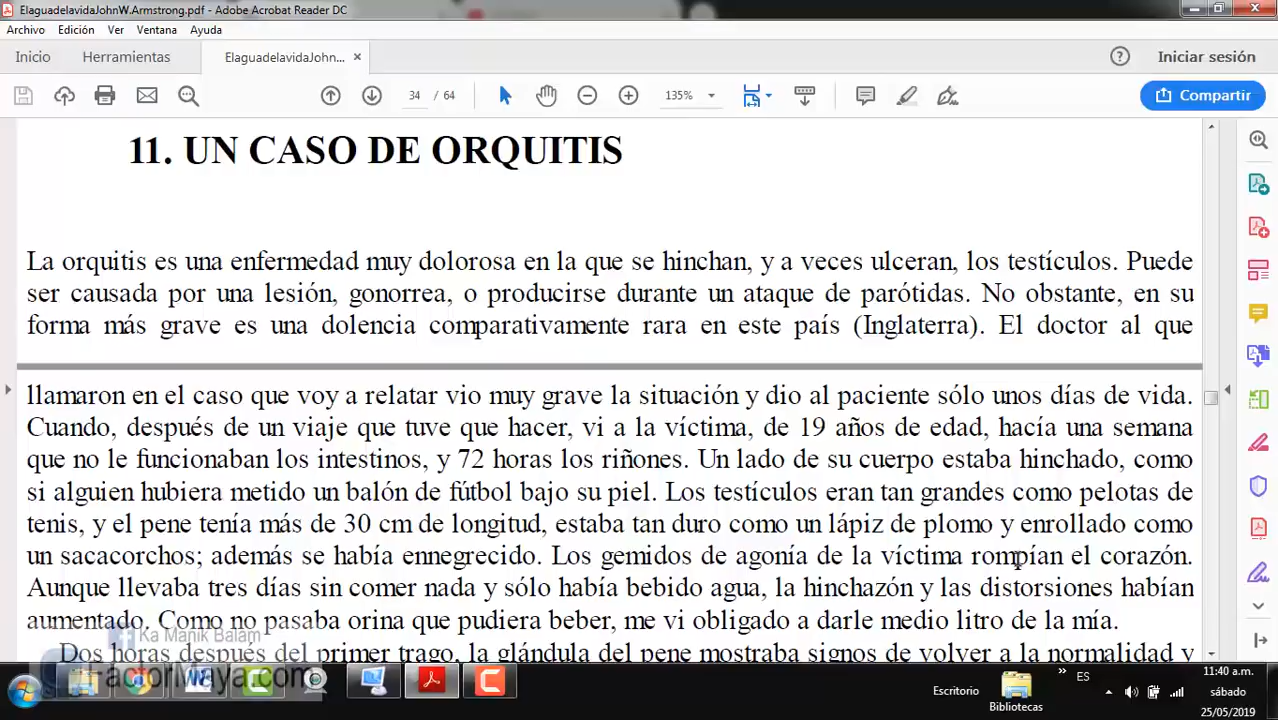 ElaguadelavidaJohnW.Armstrong.pdf - Adobe Acrobat Reader DC
Archivo Edición Ver Ventana Ayuda
Inicio Herramientas ElaguadelavidaJohn... × Iniciar sesión
34 / 64 135% Compartir
11. UN CASO DE ORQUITIS
La orquitis es una enfermedad muy dolorosa en la que se hinchan, y a veces ulceran, los testículos. Puede
ser causada por una lesión, gonorrea, o producirse durante un ataque de parótidas. No obstante, en su
forma más grave es una dolencia comparativamente rara en este país (Inglaterra). El doctor al que
llamaron en el caso que voy a relatar vio muy grave la situación y dio al paciente sólo unos días de vida.
Cuando, después de un viaje que tuve que hacer, vi a la víctima, de 19 años de edad, hacía una semana
que no le funcionaban los intestinos, y 72 horas los riñones. Un lado de su cuerpo estaba hinchado, como
si alguien hubiera metido un balón de fútbol bajo su piel. Los testículos eran tan grandes como pelotas de
tenis, y el pene tenía más de 30 cm de longitud, estaba tan duro como un lápiz de plomo y enrollado como
un sacacorchos; además se había ennegrecido. Los gemidos de agonía de la víctima rompían el corazón.
Aunque llevaba tres días sin comer nada y sólo había bebido agua, la hinchazón y las distorsiones habían
aumentado. Como no pasaba orina que pudiera beber, me vi obligado a darle medio litro de la mía.
Ka Manik Balam
Dos horas después del primer trago, la glándula del pene mostraba signos de volver a la normalidad y
FactorMaya.com
Escritorio
Bibliotecas
ES
11:40 a.m.
sábado
25/05/2019